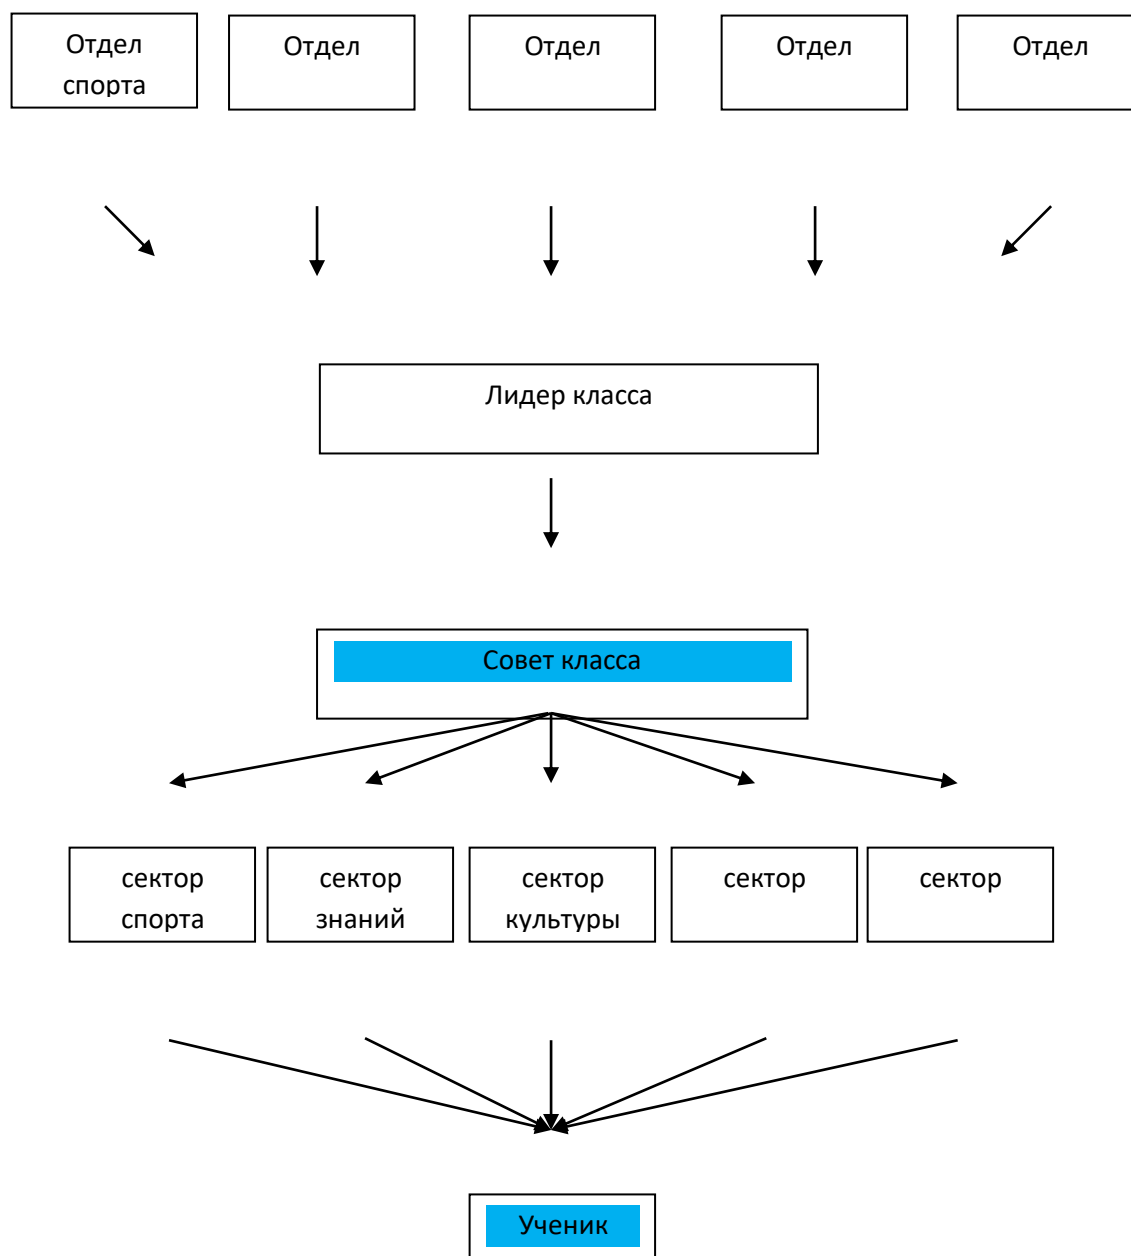 Отдел
спорта
Отдел
Отдел
Отдел
Отдел
Лидер класса
Совет класса
сектор
спорта
сектор
знаний
сектор
культуры
сектор
сектор
Ученик